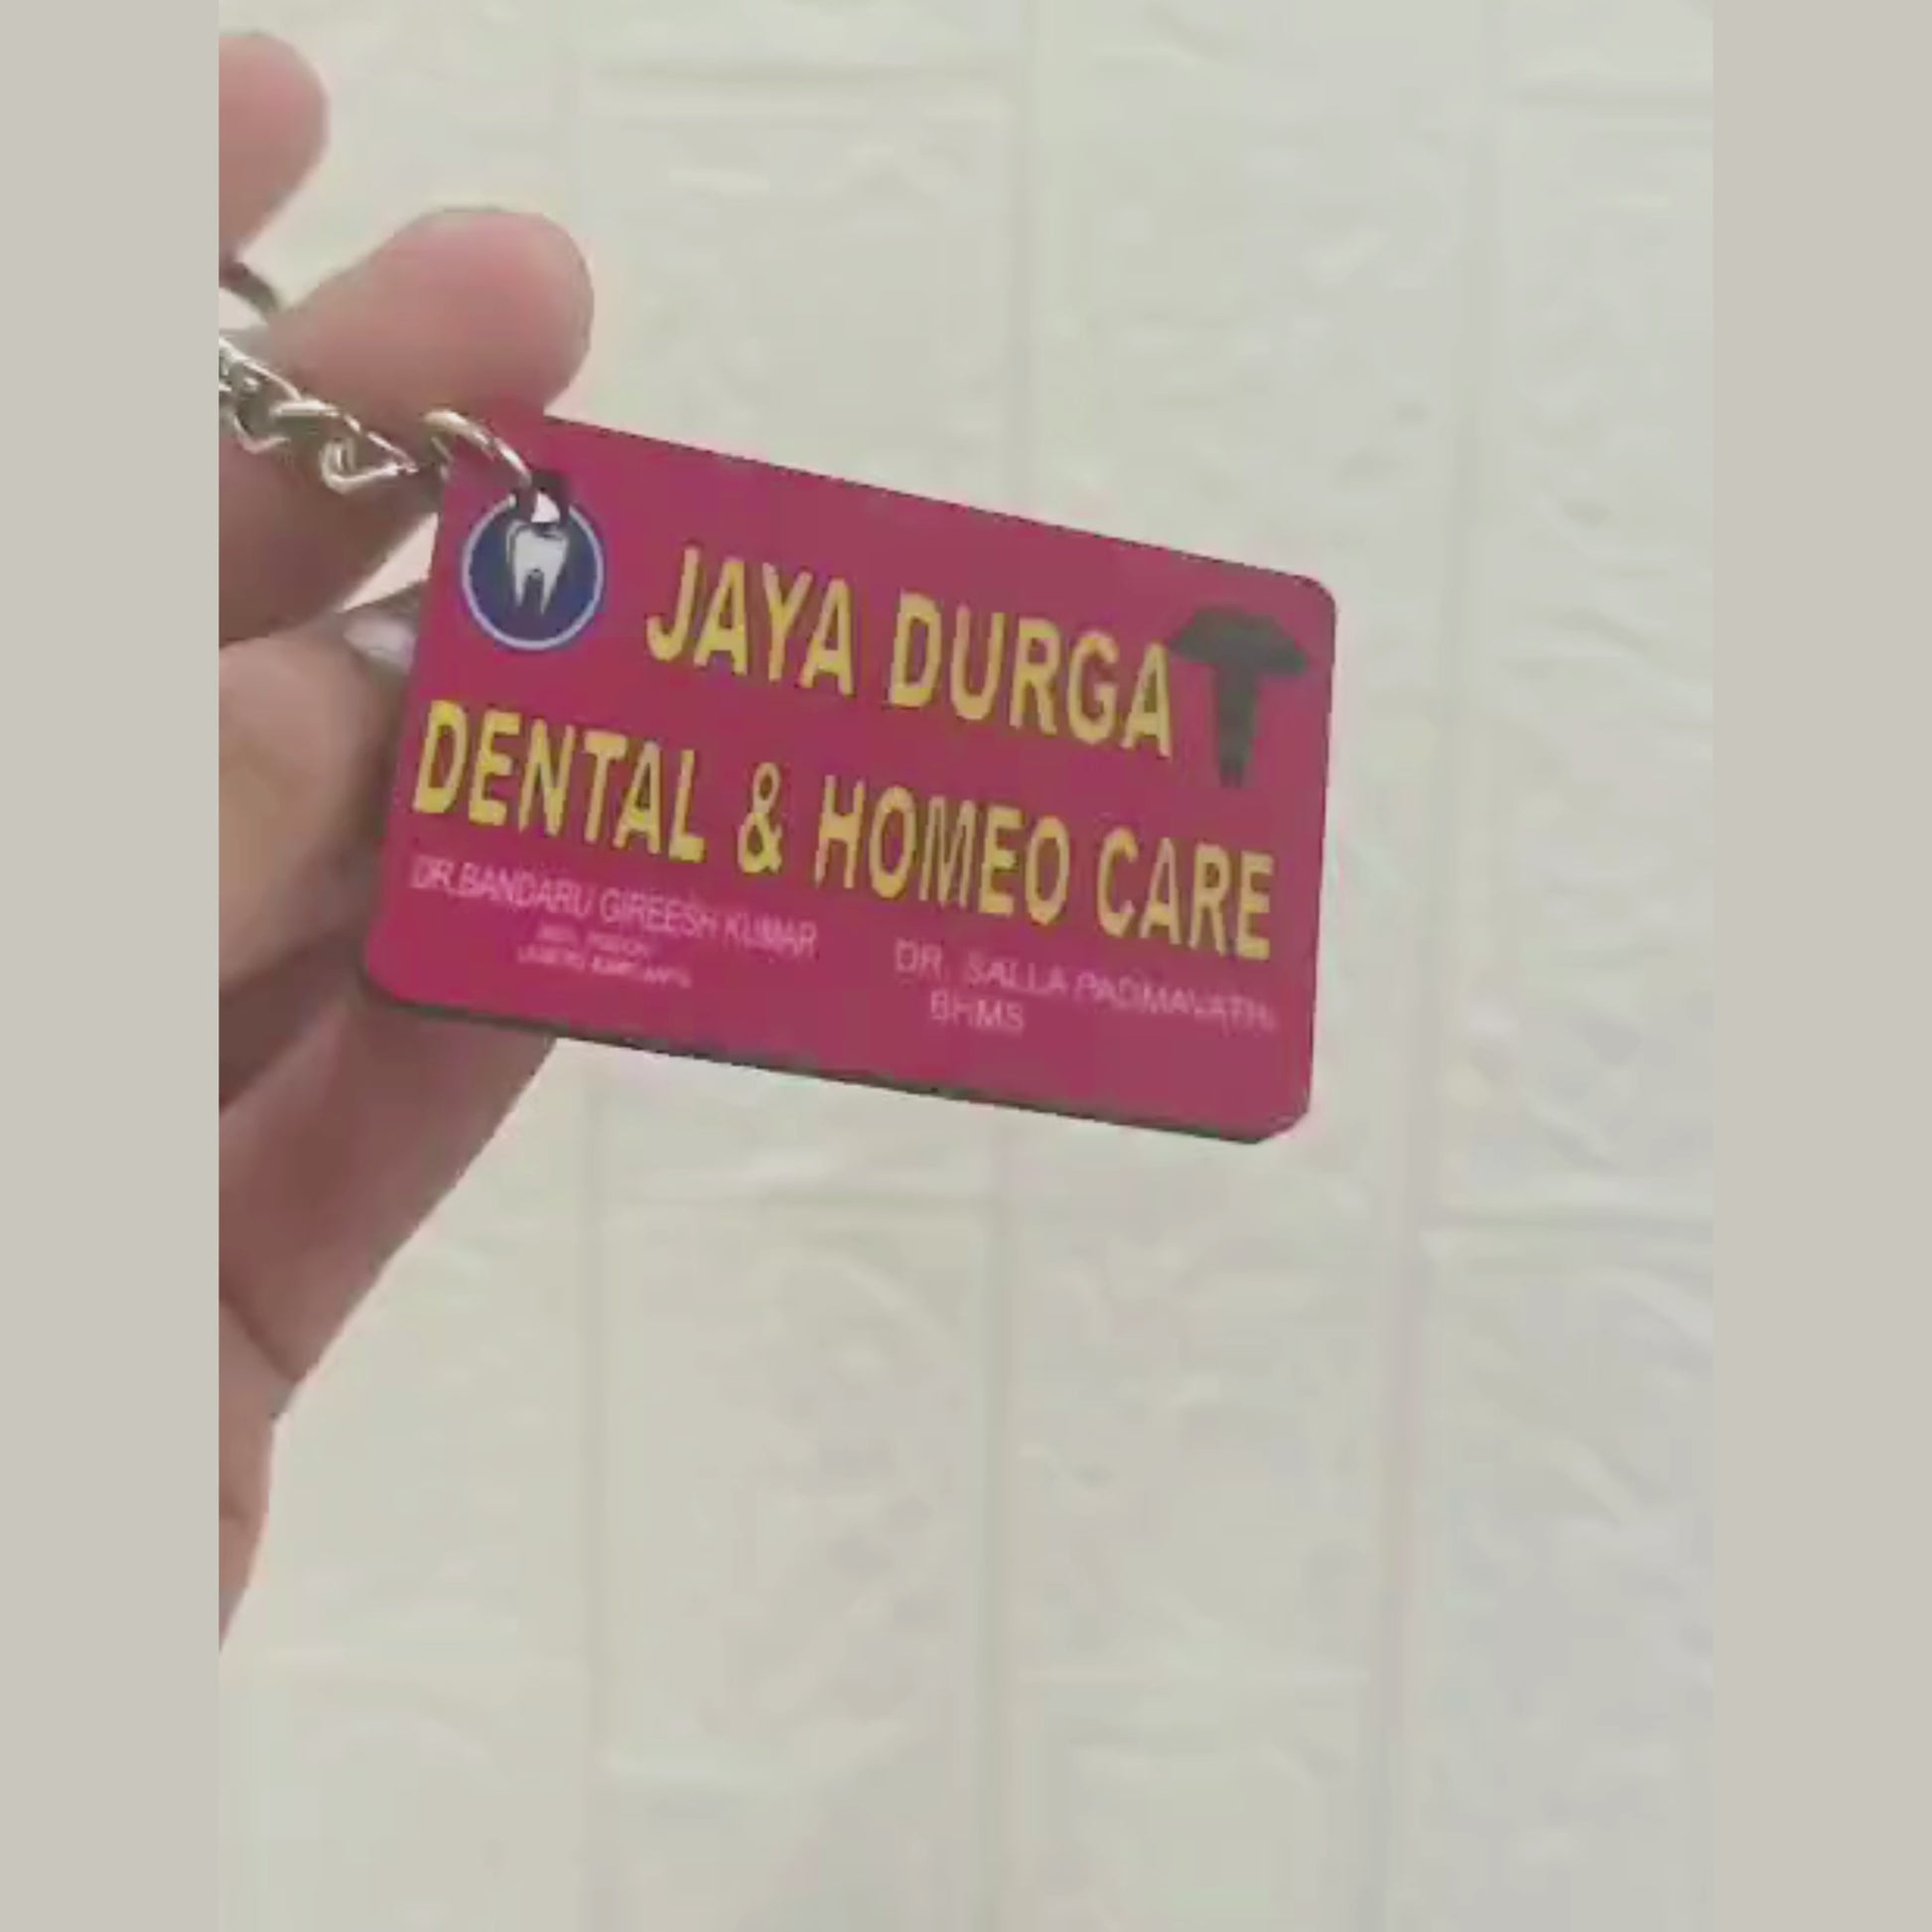 JAYA DURGA
DENTAL & HOMEO CARE
DR.BANDARU GIREESH KUMAR
DR. SALLA PADMAVATHI
BHMS